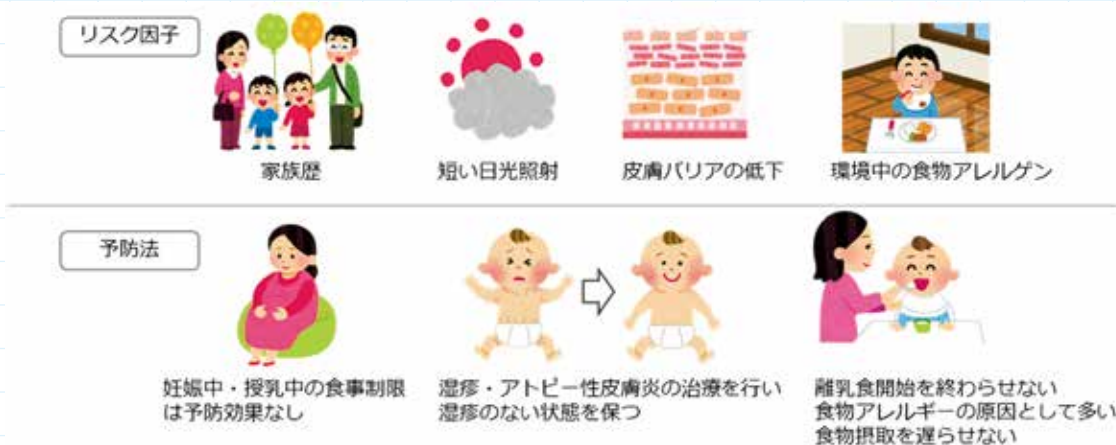 リスク因子
家族歴
短い日光照射
皮膚バリアの低下
環境中の食物アレルゲン
予防法
妊娠中・授乳中の食事制限
は予防効果なし
湿疹・アトピー性皮膚炎の治療を行い
湿疹のない状態を保つ
離乳食開始を終わらせない
食物アレルギーの原因として多い
食物摂取を遅らせない